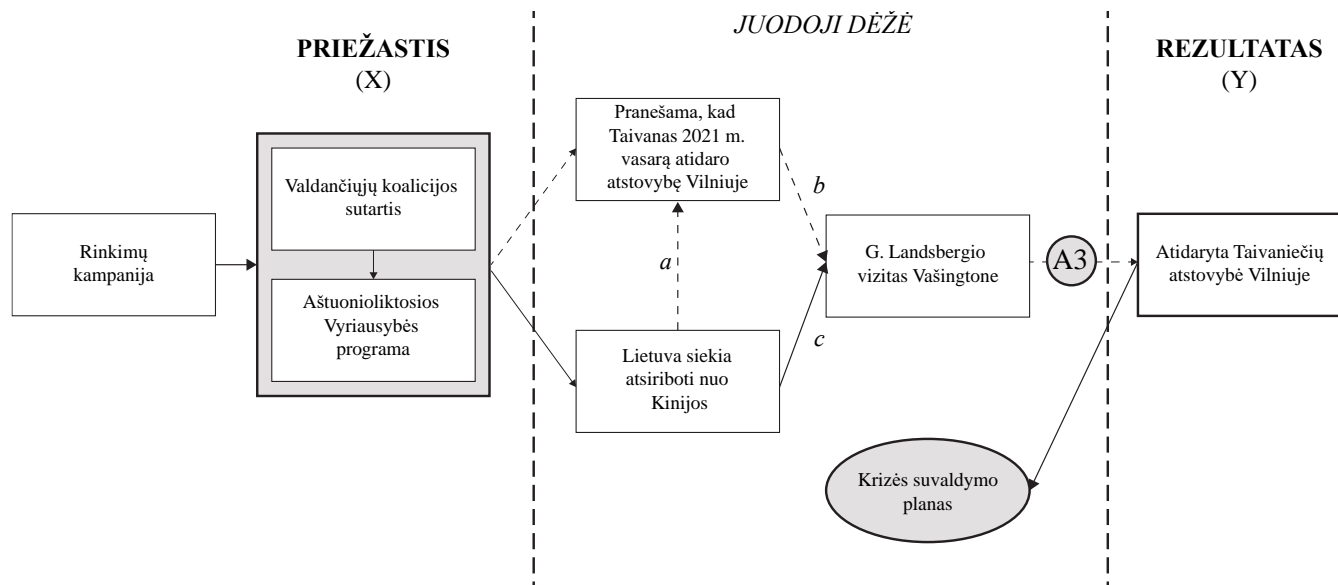 JUODOJI DĖŽĖ
PRIEŽASTIS
(X)
REZULTATAS
(Y)
Rinkimų
kampanija
Valdančiųjų koalicijos
sutartis
Aštuonioliktosios
Vyriausybės
programa
Pranešama, kad
Taivanas 2021 m.
vasarą atidaro
atstovybę Vilniuje
a
Lietuva siekia
atsiriboti nuo
Kinijos
b
c
G. Landsbergio
vizitas Vašingtone
A3
Atidaryta Taivaniečių
atstovybė Vilniuje
Krizės suvaldymo
planas